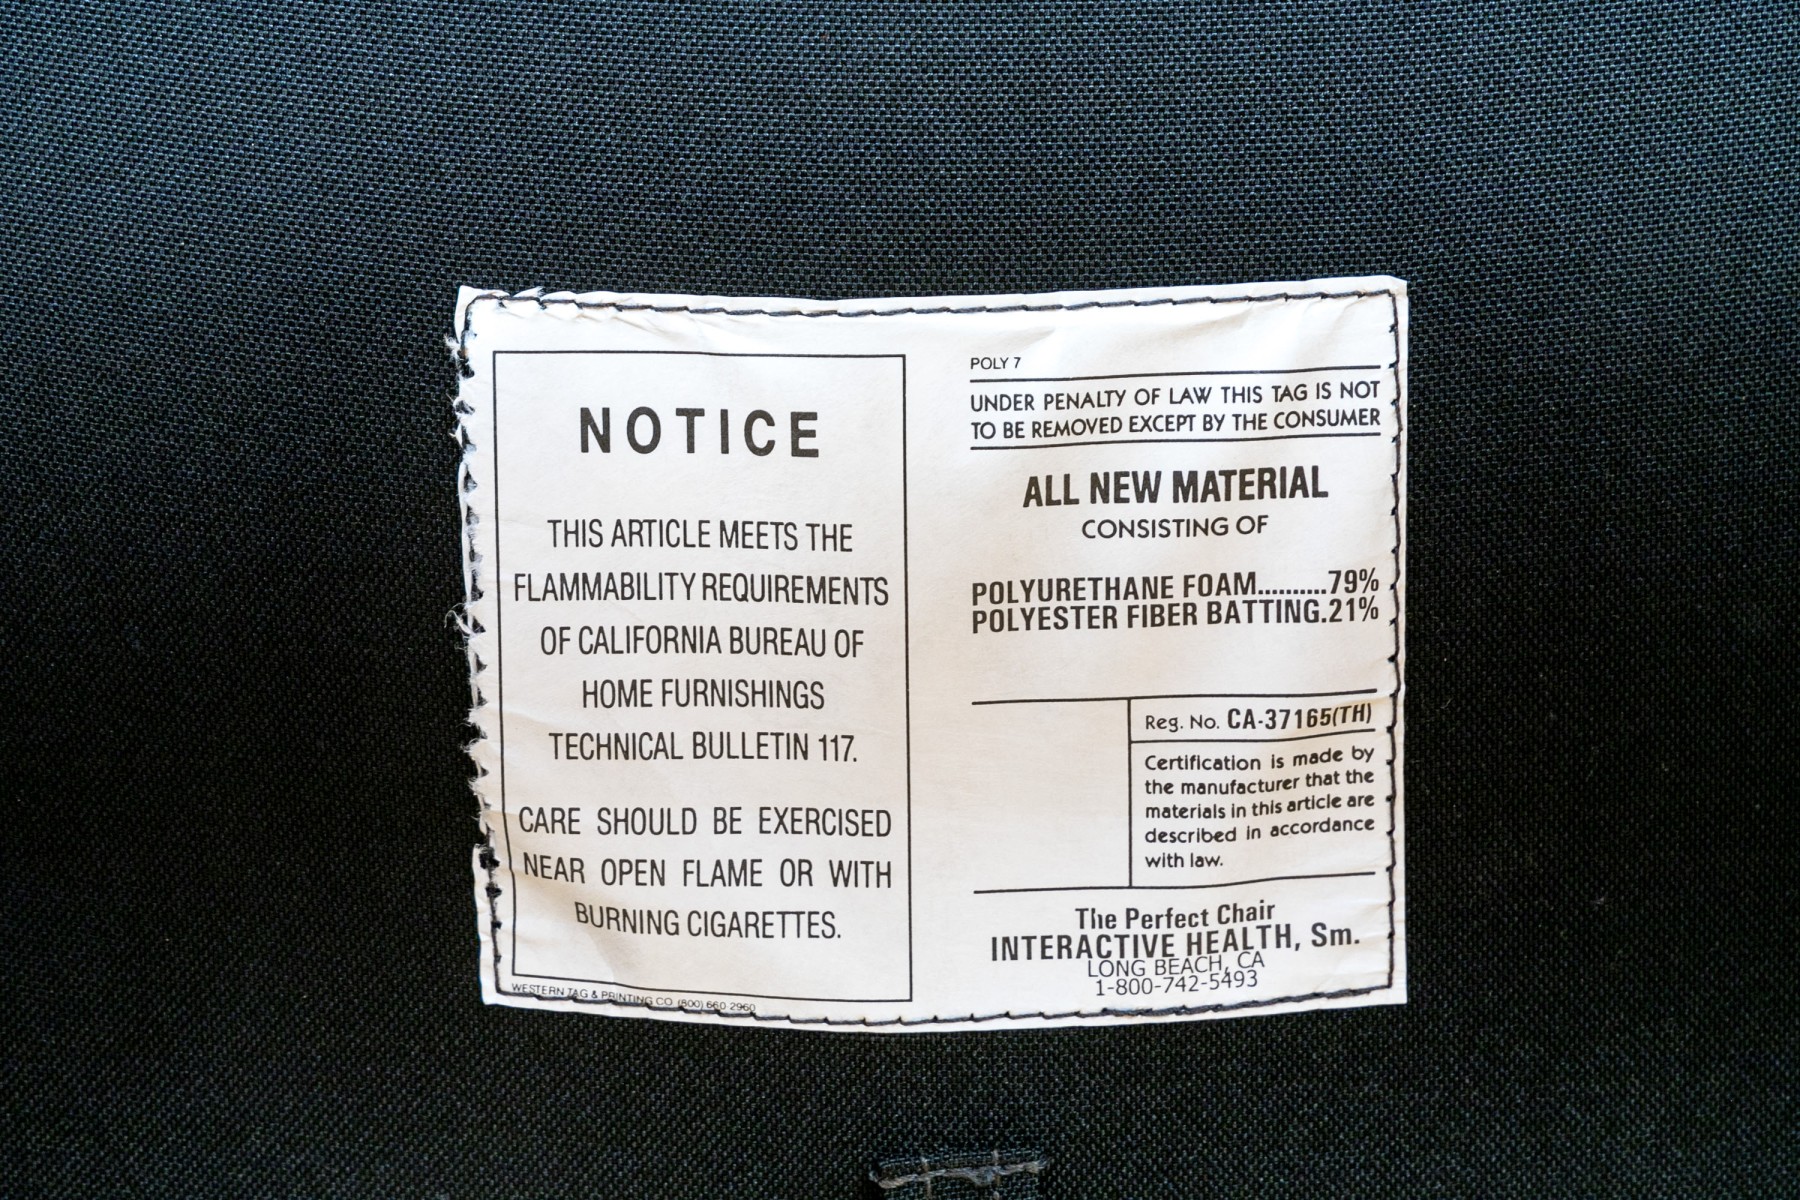 NOTICE
THIS ARTICLE MEETS THE
FLAMMABILITY REQUIREMENTS
OF CALIFORNIA BUREAU OF
HOME FURNISHINGS
TECHNICAL BULLETIN 117.
CARE SHOULD BE EXERCISED
NEAR OPEN FLAME OR WITH
BURNING CIGARETTES.
WESTERN TAG & PRINTING CO (800) 660-2960
POLY 7
UNDER PENALTY OF LAW THIS TAG IS NOT
TO BE REMOVED EXCEPT BY THE CONSUMER
ALL NEW MATERIAL
CONSISTING OF
POLYURETHANE FOAM..........79%
POLYESTER FIBER BATTING.21%
Reg. No. CA-37165(TH)
Certification is made by
the manufacturer that the
materials in this article are
described in accordance
with law.
The Perfect Chair
INTERACTIVE HEALTH, Sm.
LONG BEACH, CA
1-800-742-5493